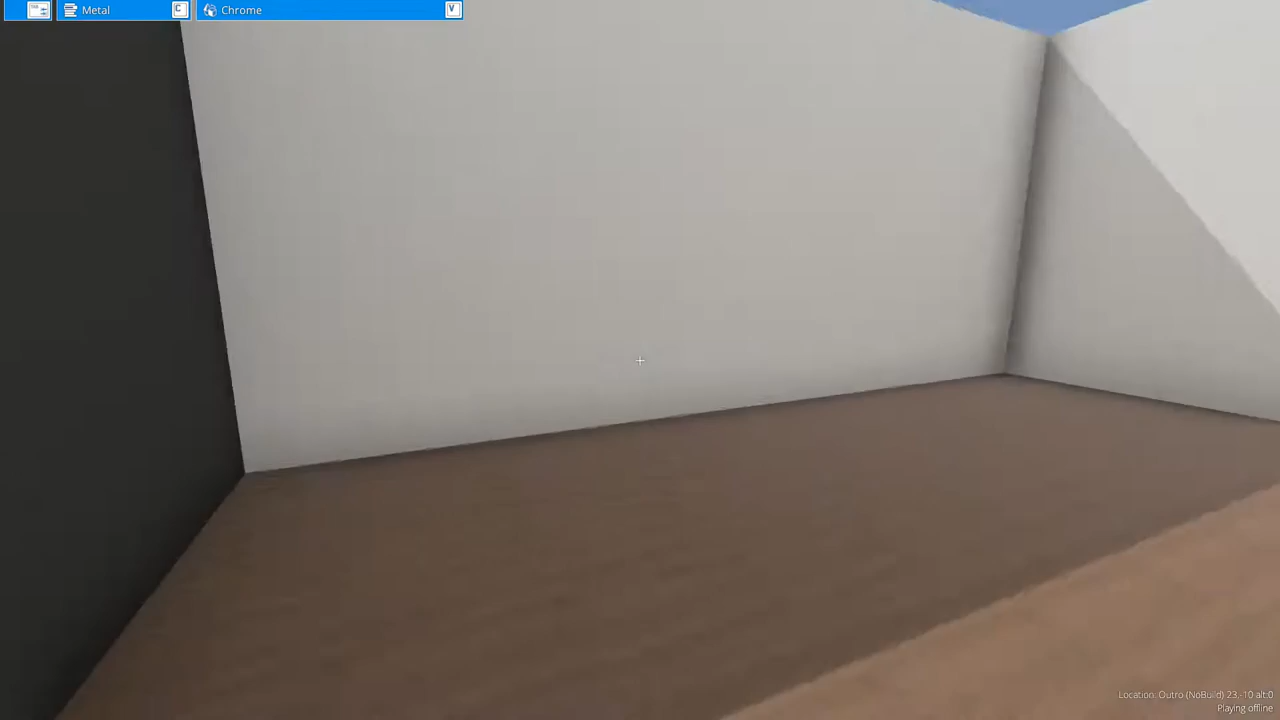 Metal C Chrome V
Location: Outro (NoBuild) 23,-10 alt:0
Playing offline